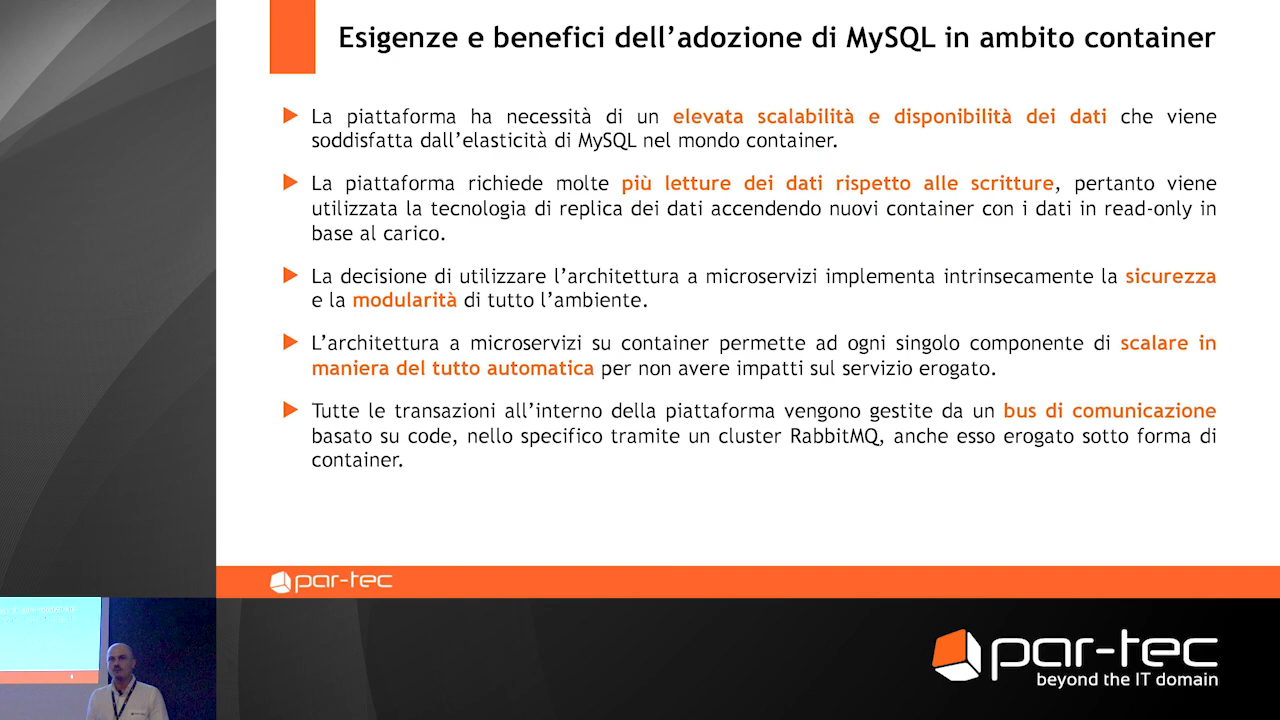 Esigenze e benefici dell’adozione di MySQL in ambito container
La piattaforma ha necessità di un elevata scalabilità e disponibilità dei dati che viene
soddisfatta dall’elasticità di MySQL nel mondo container.
La piattaforma richiede molte più letture dei dati rispetto alle scritture, pertanto viene
utilizzata la tecnologia di replica dei dati accendendo nuovi container con i dati in read-only in
base al carico.
La decisione di utilizzare l’architettura a microservizi implementa intrinsecamente la sicurezza
e la modularità di tutto l’ambiente.
L’architettura a microservizi su container permette ad ogni singolo componente di scalare in
maniera del tutto automatica per non avere impatti sul servizio erogato.
Tutte le transazioni all’interno della piattaforma vengono gestite da un bus di comunicazione
basato su code, nello specifico tramite un cluster RabbitMQ, anche esso erogato sotto forma di
container.
par-tec
par-tec
beyond the IT domain